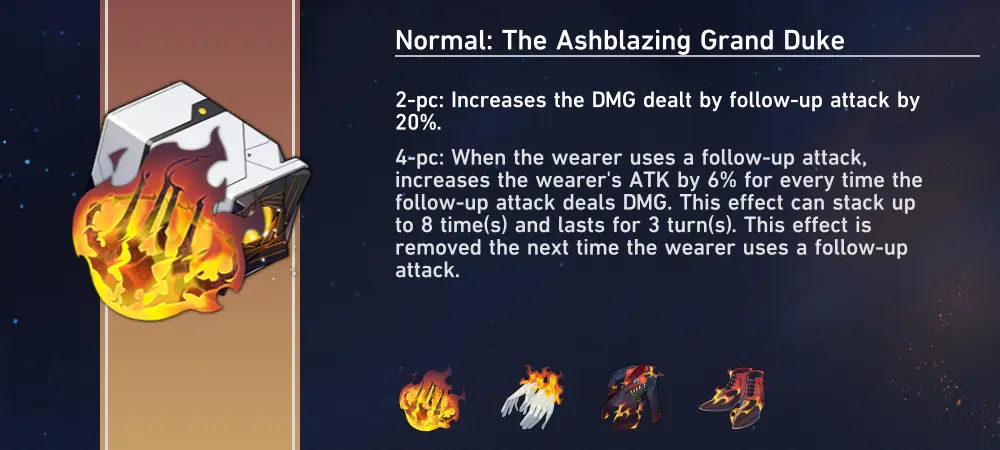 Normal: The Ashblazing Grand Duke
2-pc: Increases the DMG dealt by follow-up attack by
20%.
4-pc: When the wearer uses a follow-up attack,
increases the wearer's ATK by 6% for every time the
follow-up attack deals DMG. This effect can stack up
to 8 time(s) and lasts for 3 turn(s). This effect is
removed the next time the wearer uses a follow-up
attack.